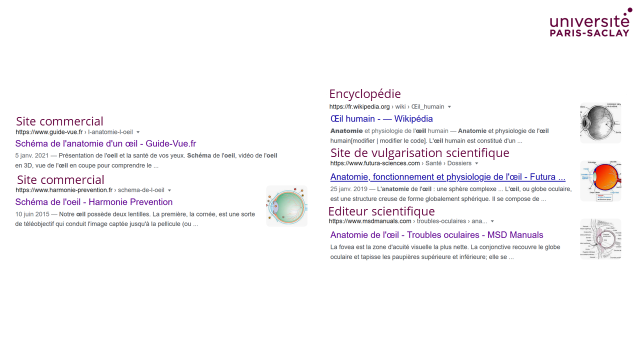 université
PARIS-SACLAY
Site commercial
https://www.guide-vue.fr › l-anatomie-l-oeil
Schéma de l'anatomie d'un œil - Guide-Vue.fr
5 janv. 2021 — Présentation de l'oeil et la santé de vos yeux. Schéma de l'oeil, vidéo de l'oeil
en 3D, vue de l'œil en coupe pour comprendre le ...
Site commercial
https://www.harmonie-prevention.fr › schema-de-l-oeil
Schéma de l'oeil - Harmonie Prevention
10 juin 2015 — Notre œil possède deux lentilles. La première, la cornée, est une sorte
de téléobjectif qui conduit l'image captée jusqu'à la pellicule (ou ...
Encyclopédie
https://fr.wikipedia.org › wiki › Œil_humain
Œil humain - — Wikipédia
Anatomie et physiologie de l'œil humain — Anatomie et physiologie de l'œil
humain[modifier | modifier le code]. L'œil humain est constitué d'un ...
Site de vulgarisation scientifique
https://www.futura-sciences.com › Santé › Dossiers
Anatomie, fonctionnement et physiologie de l'œil - Futura ...
25 janv. 2019 — L'anatomie de l'œil : une sphère complexe ... L'œil, ou globe oculaire,
est une structure creuse de forme globalement sphérique. Il se compose de ...
Editeur scientifique
https://www.msdmanuals.com › troubles-oculaires › ana...
Anatomie de l'œil - Troubles oculaires - MSD Manuals
La fovea est la zone d'acuité visuelle la plus nette. La conjonctive recouvre le globe
oculaire et tapisse les paupières supérieure et inférieure; elle se ...